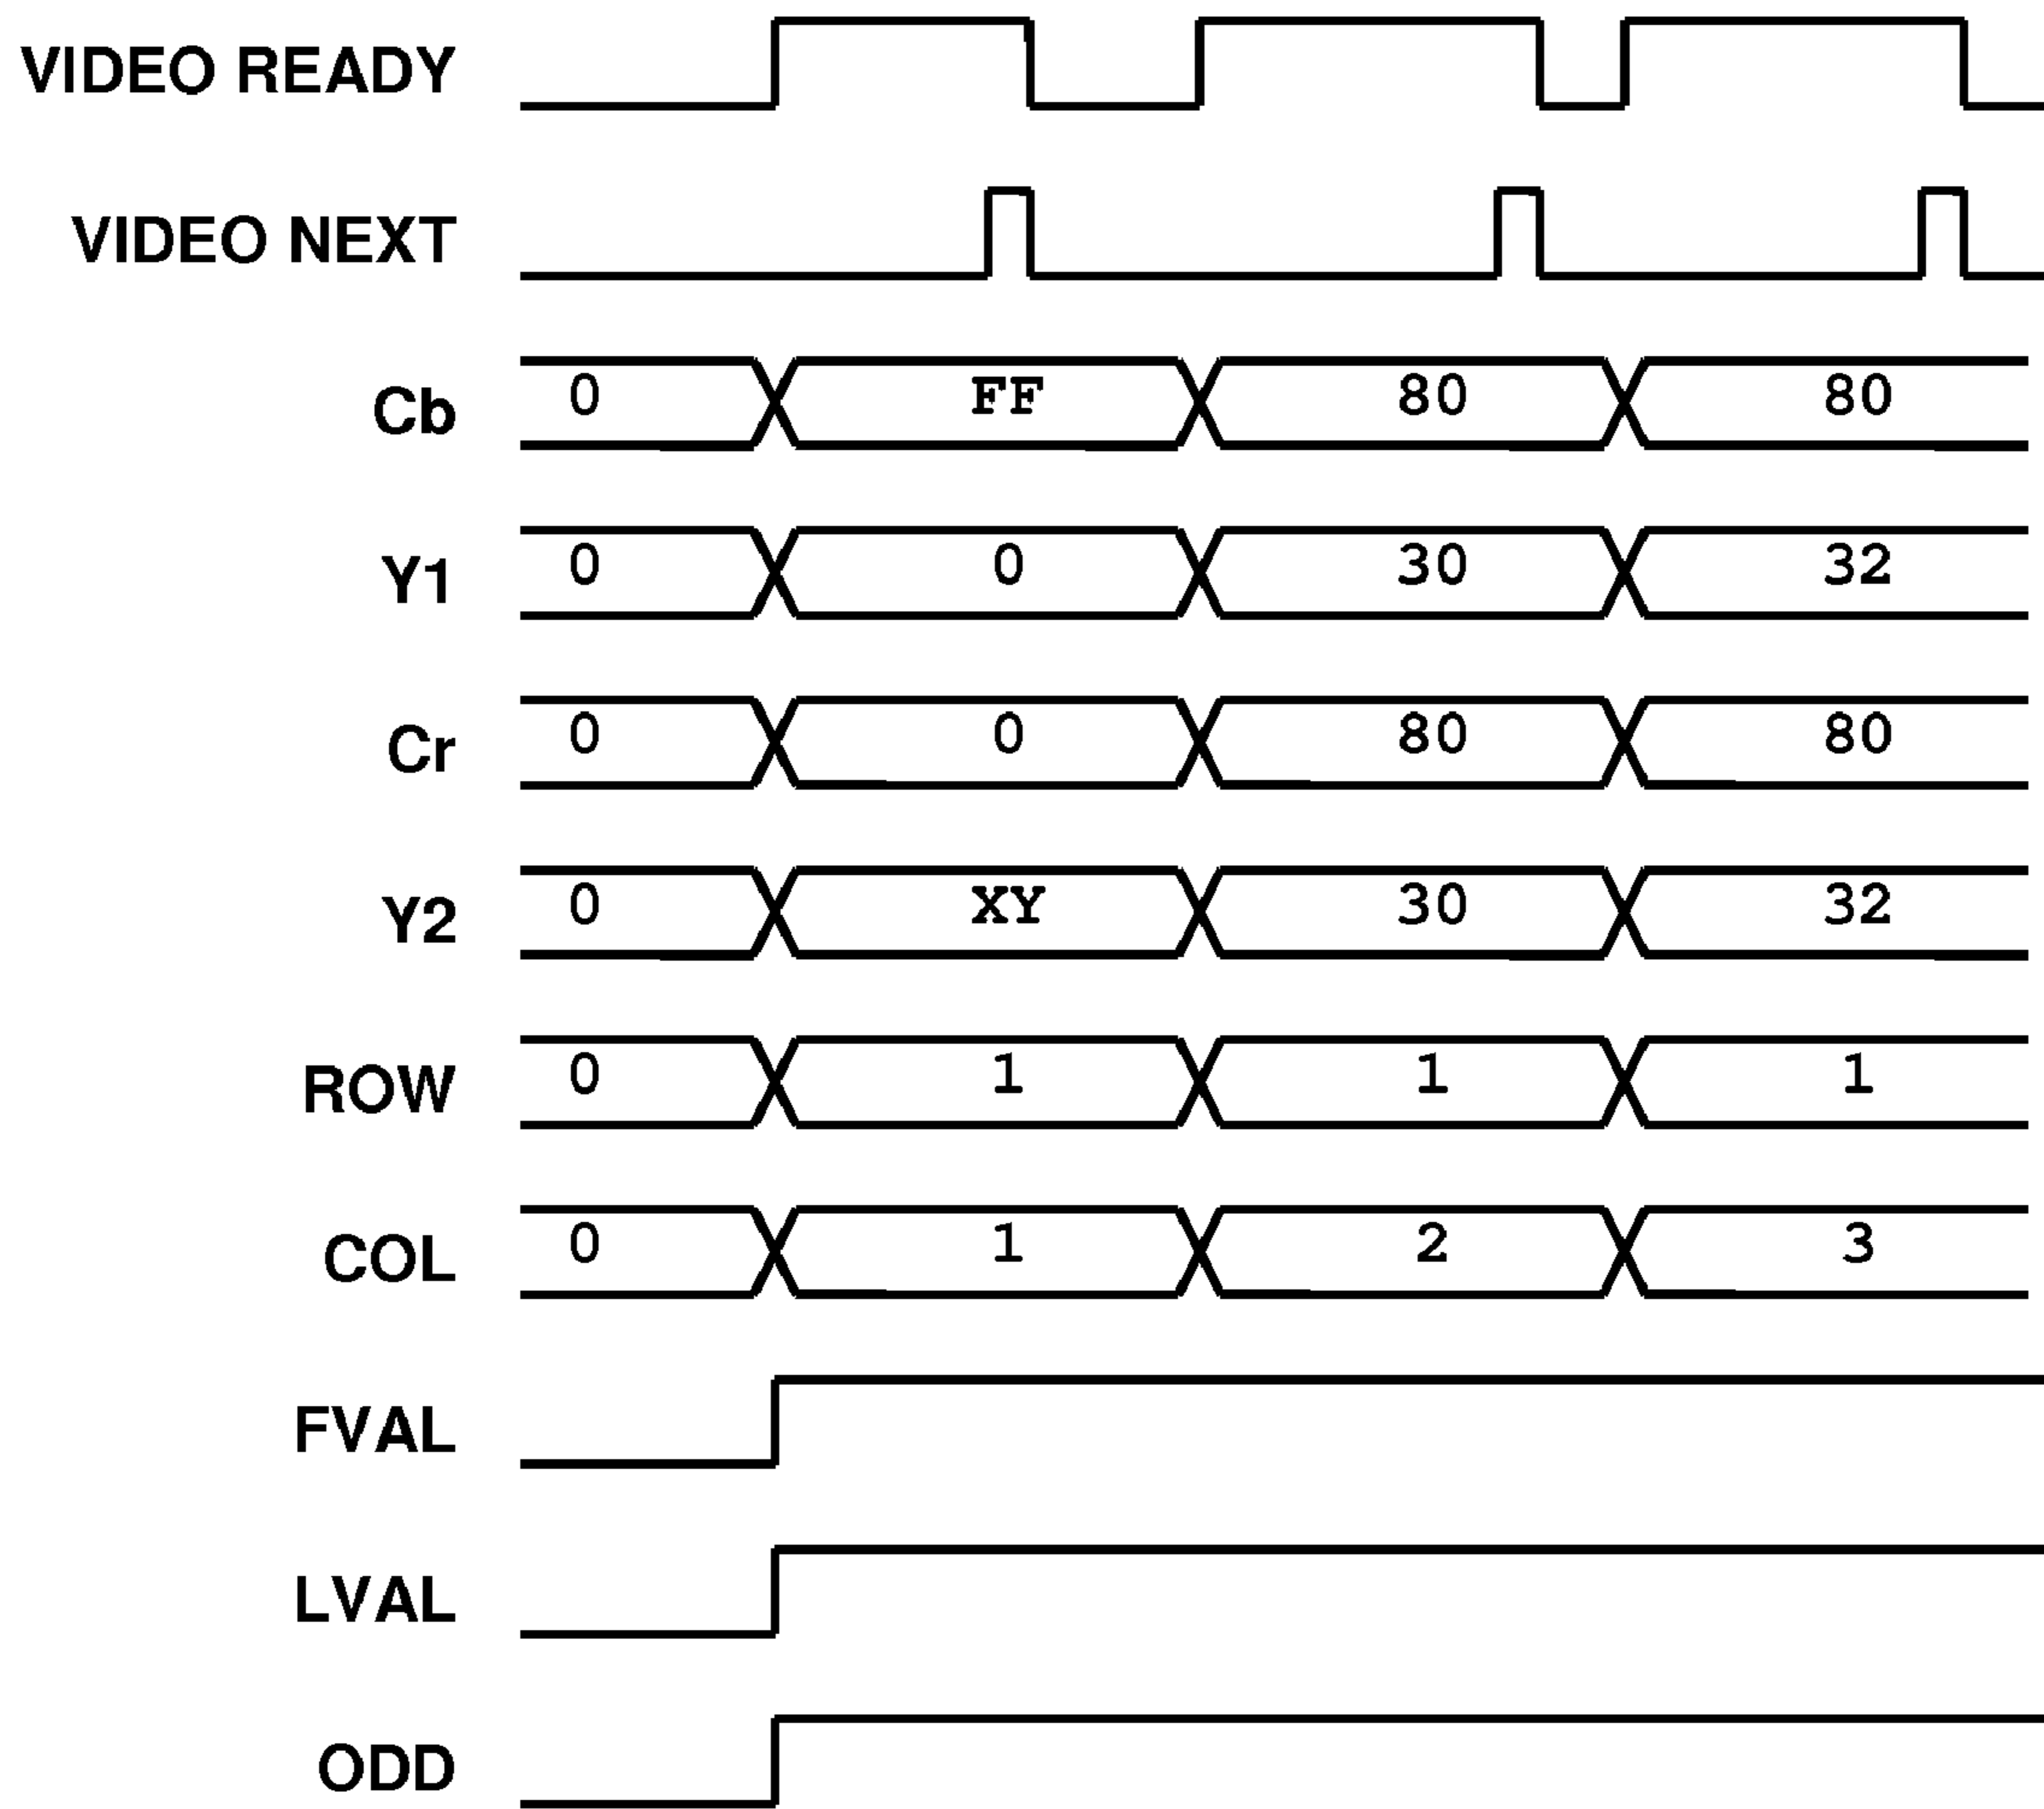 VIDEO READY
VIDEO NEXT
Cb 0 FF 80 80
Y1 0 0 30 32
Cr 0 0 80 80
Y2 0 XY 30 32
ROW 0 1 1 1
COL 0 1 2 3
FVAL
LVAL
ODD